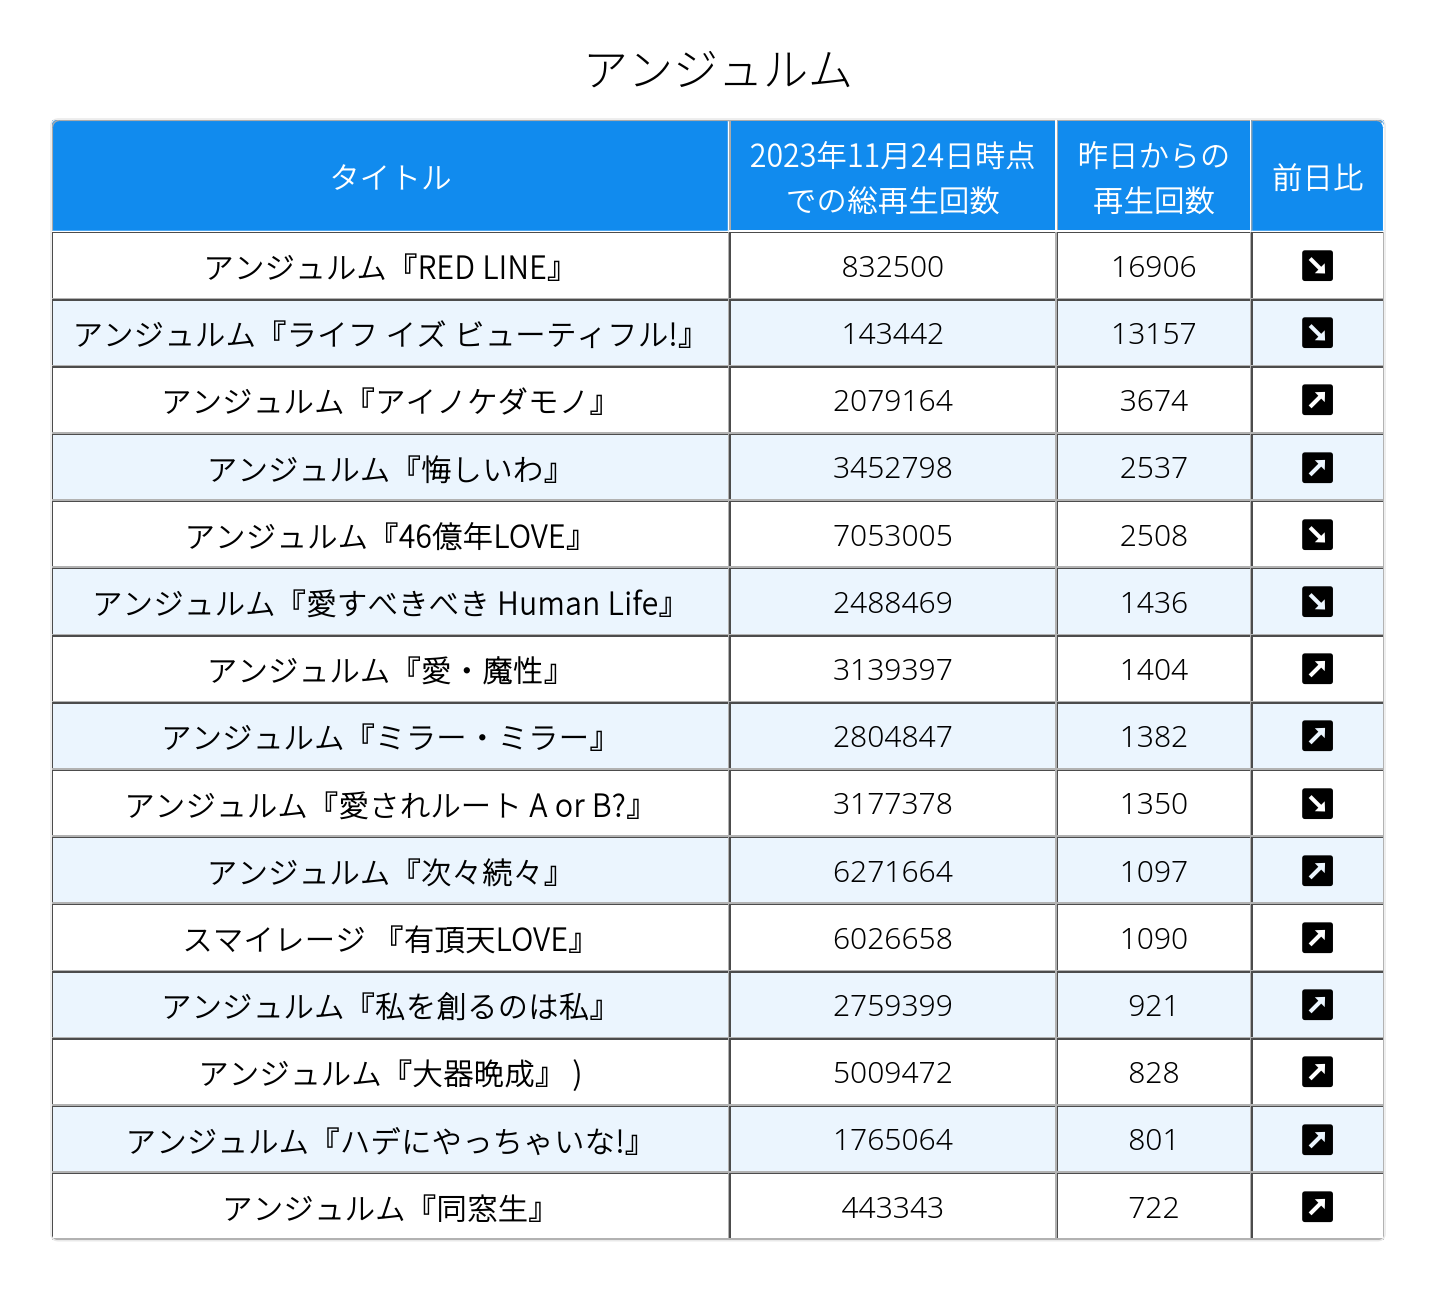 アンジュルム
タイトル 2023年11月24日時点での総再生回数 昨日からの再生回数 前日比
アンジュルム『RED LINE』 832500 16906 ↘
アンジュルム『ライフ イズ ビューティフル!』 143442 13157 ↘
アンジュルム『アイノケダモノ』 2079164 3674 ↗
アンジュルム『悔しいわ』 3452798 2537 ↗
アンジュルム『46億年LOVE』 7053005 2508 ↘
アンジュルム『愛すべきべき Human Life』 2488469 1436 ↘
アンジュルム『愛・魔性』 3139397 1404 ↗
アンジュルム『ミラー・ミラー』 2804847 1382 ↗
アンジュルム『愛されルート A or B?』 3177378 1350 ↘
アンジュルム『次々続々』 6271664 1097 ↗
スマイレージ 『有頂天LOVE』 6026658 1090 ↗
アンジュルム『私を創るのは私』 2759399 921 ↗
アンジュルム『大器晩成』 ) 5009472 828 ↗
アンジュルム『ハデにやっちゃいな!』 1765064 801 ↗
アンジュルム『同窓生』 443343 722 ↗